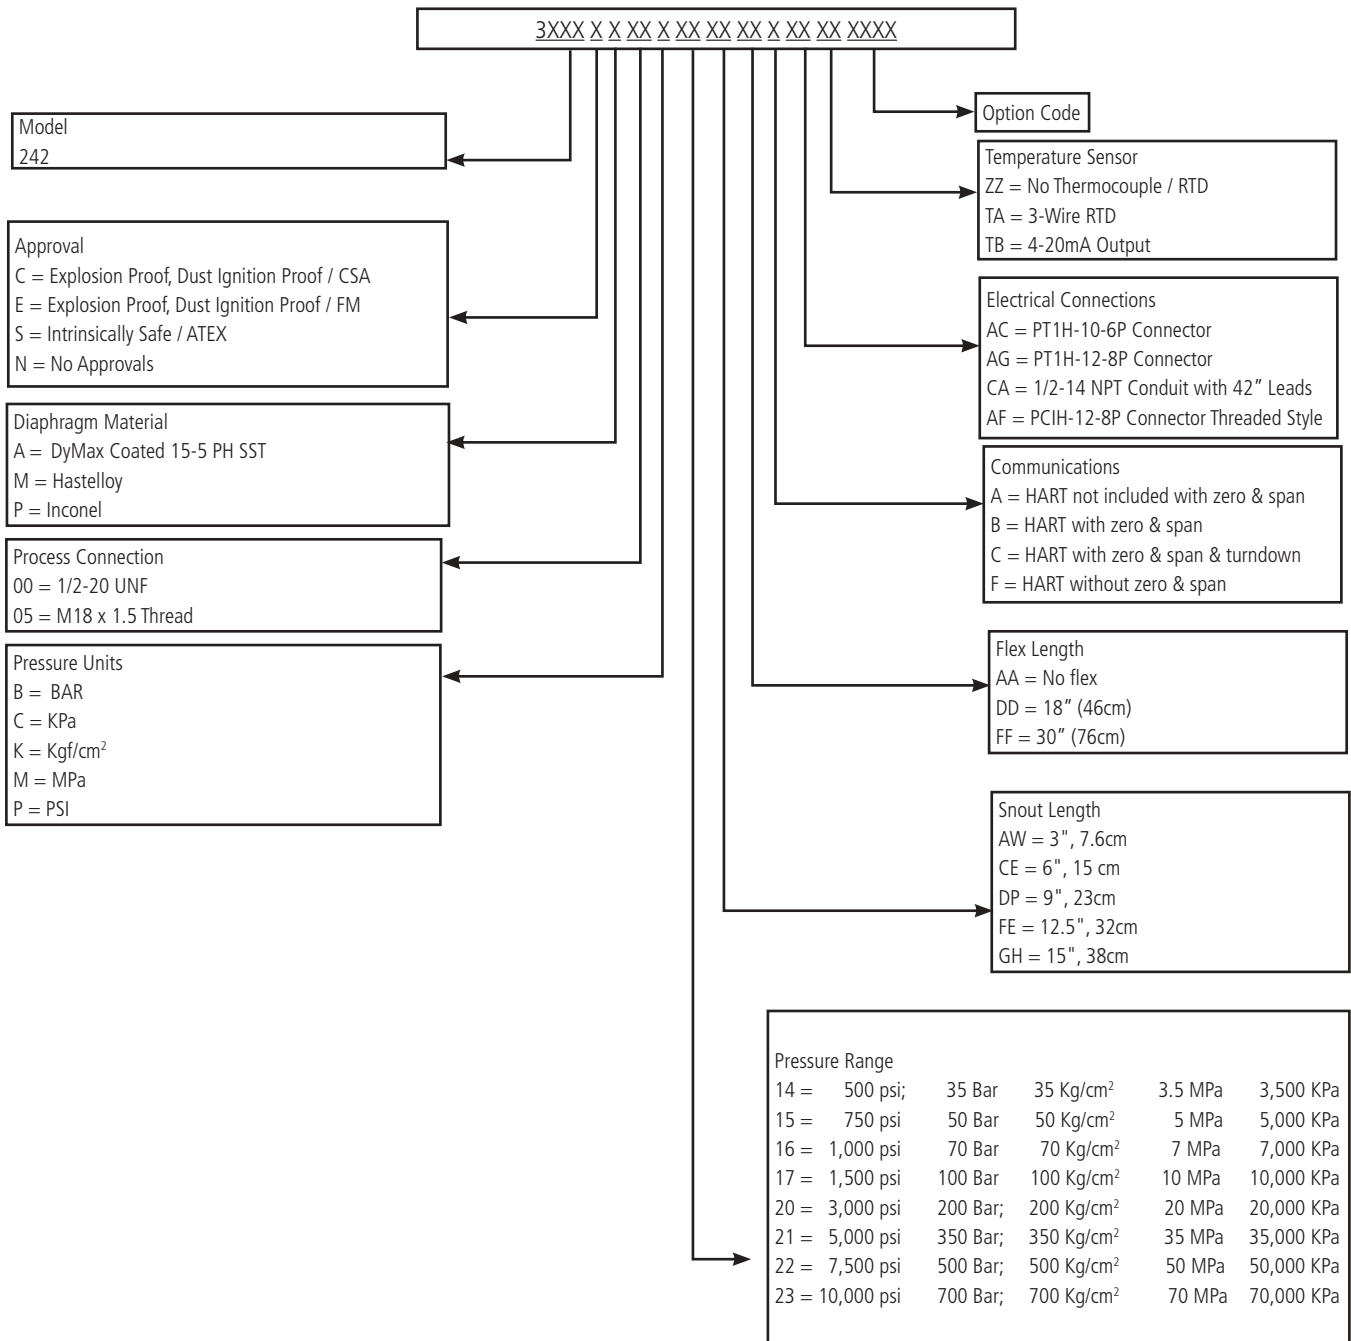 3XXX X X XX X XX XX XX X XX XX XXXX
Model
242
Approval
C = Explosion Proof, Dust Ignition Proof / CSA
E = Explosion Proof, Dust Ignition Proof / FM
S = Intrinsically Safe / ATEX
N = No Approvals
Diaphragm Material
A = DyMax Coated 15-5 PH SST
M = Hastelloy
P = Inconel
Process Connection
00 = 1/2-20 UNF
05 = M18 x 1.5 Thread
Pressure Units
B = BAR
C = KPa
K = Kgf/cm²
M = MPa
P = PSI
Option Code
Temperature Sensor
ZZ = No Thermocouple / RTD
TA = 3-Wire RTD
TB = 4-20mA Output
Electrical Connections
AC = PT1H-10-6P Connector
AG = PT1H-12-8P Connector
CA = 1/2-14 NPT Conduit with 42” Leads
AF = PCIH-12-8P Connector Threaded Style
Communications
A = HART not included with zero & span
B = HART with zero & span
C = HART with zero & span & turndown
F = HART without zero & span
Flex Length
AA = No flex
DD = 18” (46cm)
FF = 30” (76cm)
Snout Length
AW = 3", 7.6cm
CE = 6", 15 cm
DP = 9", 23cm
FE = 12.5", 32cm
GH = 15", 38cm
Pressure Range
14 = 500 psi; 35 Bar 35 Kg/cm² 3.5 MPa 3,500 KPa
15 = 750 psi 50 Bar 50 Kg/cm² 5 MPa 5,000 KPa
16 = 1,000 psi 70 Bar 70 Kg/cm² 7 MPa 7,000 KPa
17 = 1,500 psi 100 Bar 100 Kg/cm² 10 MPa 10,000 KPa
20 = 3,000 psi 200 Bar; 200 Kg/cm² 20 MPa 20,000 KPa
21 = 5,000 psi 350 Bar; 350 Kg/cm² 35 MPa 35,000 KPa
22 = 7,500 psi 500 Bar; 500 Kg/cm² 50 MPa 50,000 KPa
23 = 10,000 psi 700 Bar; 700 Kg/cm² 70 MPa 70,000 KPa